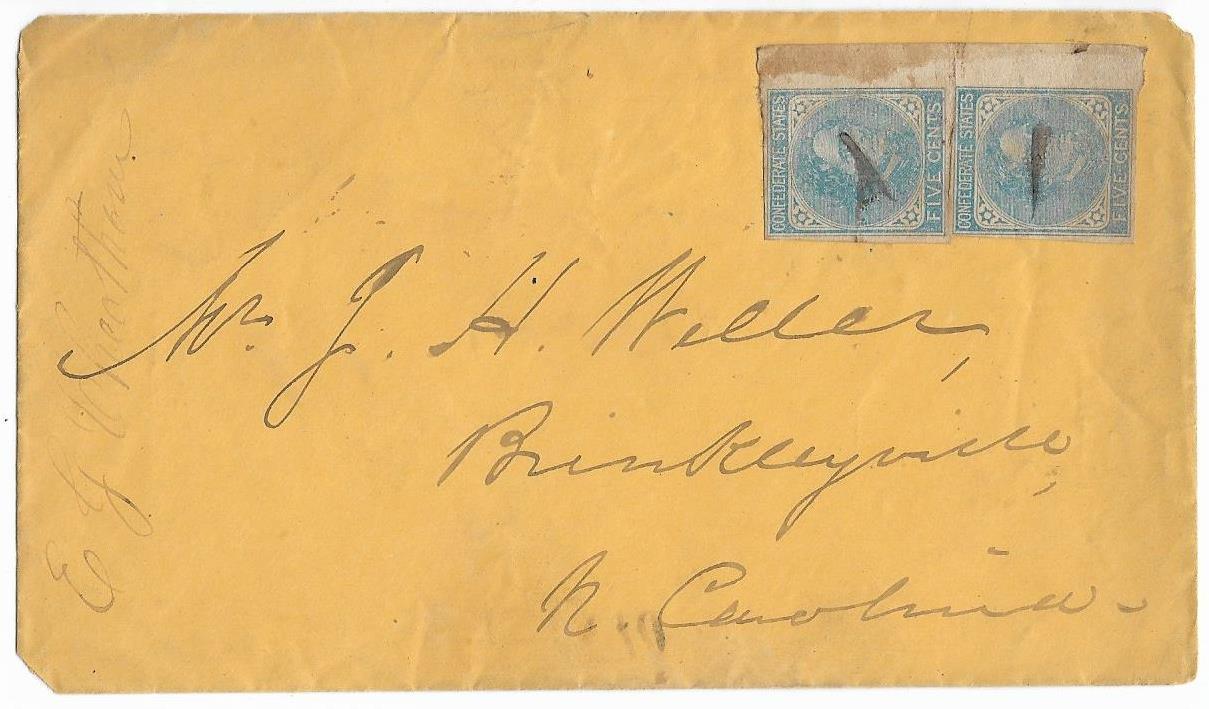 CONFEDERATE STATES
FIVE CENTS
CONFEDERATE STATES
FIVE CENTS
Mr. J. H. Weller,
Brinkleyville,
N. Carolina
E G